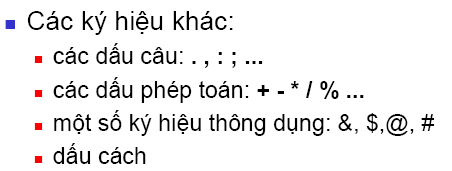 Các ký hiệu khác:
các dấu câu: . , : ; ...
các dấu phép toán: + - * / % ...
một số ký hiệu thông dụng: &, $,@, #
dấu cách